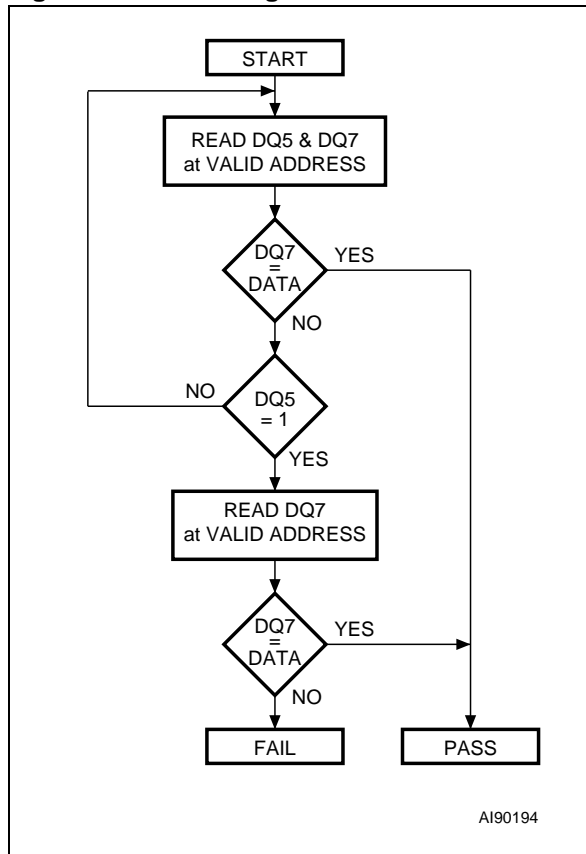 START
READ DQ5 & DQ7
at VALID ADDRESS
DQ7
=
DATA
YES
NO
NO
DQ5
= 1
YES
READ DQ7
at VALID ADDRESS
DQ7
=
DATA
YES
NO
FAIL
PASS
AI90194